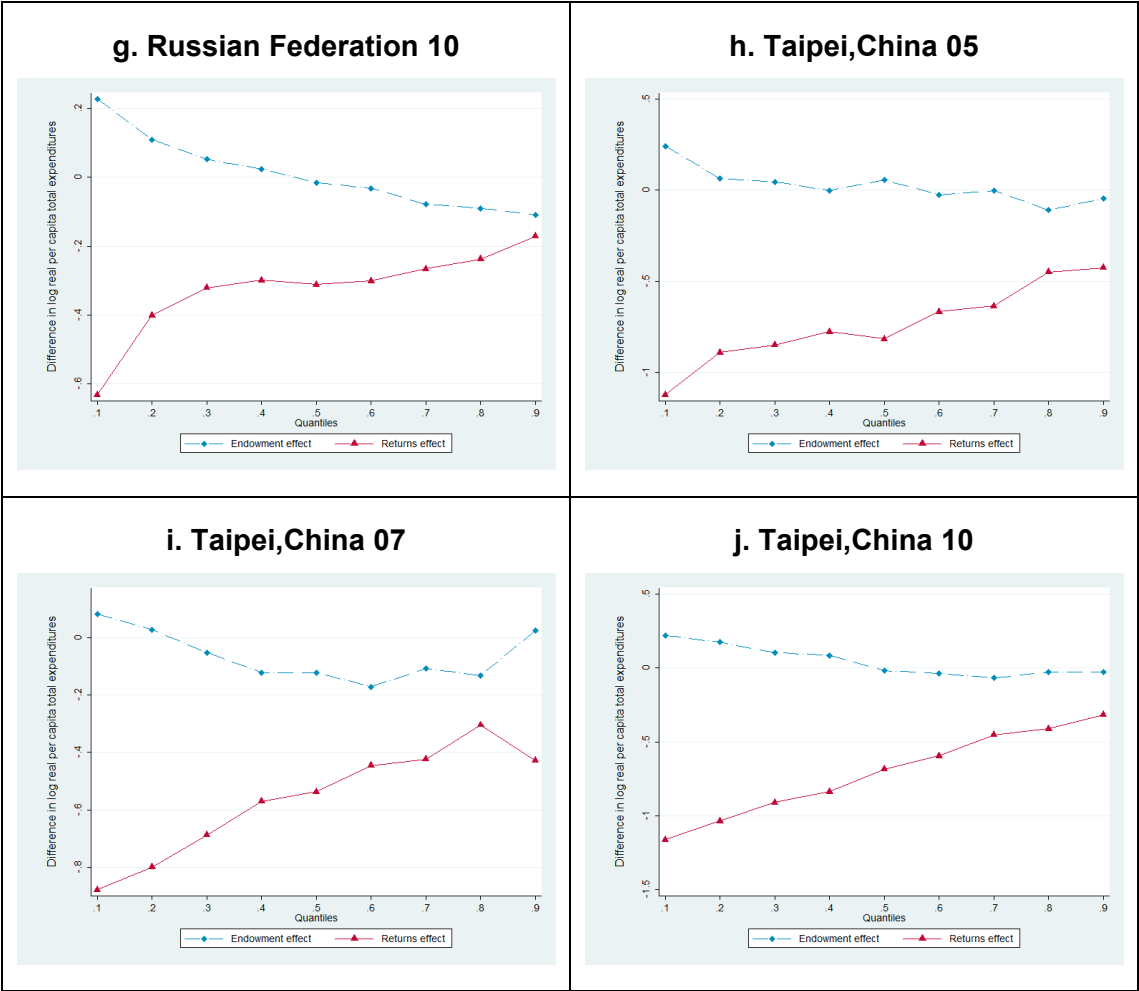 g. Russian Federation 10
Difference in log real per capita total expenditures
.2
0
-.2
-.4
-.6
.1 .2 .3 .4 .5 .6 .7 .8 .9
Quantiles
Endowment effect Returns effect
h. Taipei,China 05
Difference in log real per capita total expenditures
.5
0
-.5
-1
.1 .2 .3 .4 .5 .6 .7 .8 .9
Quantiles
Endowment effect Returns effect
i. Taipei,China 07
Difference in log real per capita total expenditures
0
-.2
-.4
-.6
-.8
.1 .2 .3 .4 .5 .6 .7 .8 .9
Quantiles
Endowment effect Returns effect
j. Taipei,China 10
Difference in log real per capita total expenditures
.5
0
-.5
-1
-1.5
.1 .2 .3 .4 .5 .6 .7 .8 .9
Quantiles
Endowment effect Returns effect